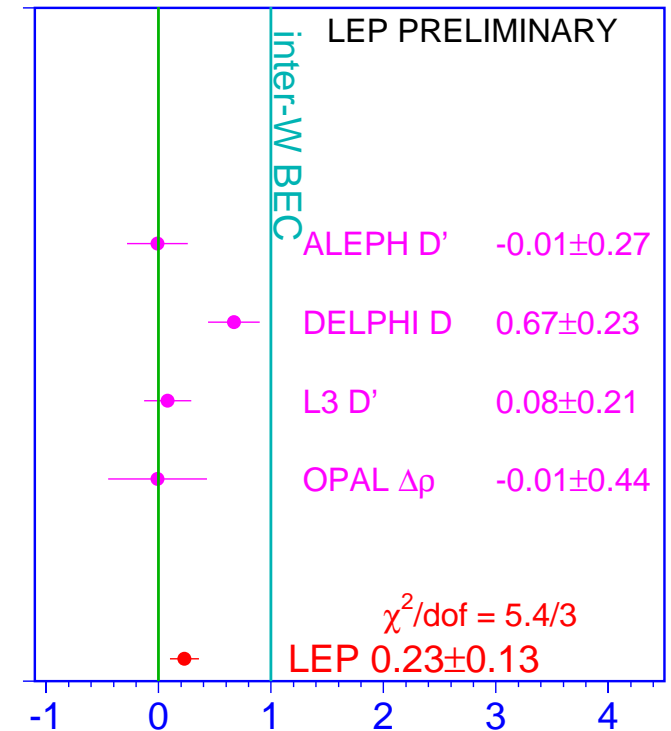 LEP PRELIMINARY
inter-W BEC
ALEPH D’ -0.01±0.27
DELPHI D 0.67±0.23
L3 D’ 0.08±0.21
OPAL Δρ -0.01±0.44
χ²/dof = 5.4/3
LEP 0.23±0.13
-1 0 1 2 3 4